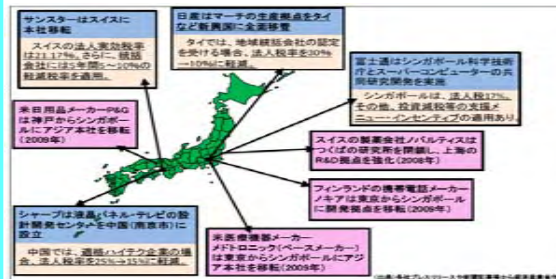 サンスターはスイスに
本社移転
スイスの法人実効税率
は21.17%。さらに、統括
会社には5年間5～10%の
軽減税率を適用。
日産はマーチの生産拠点をタイ
など新興国に全面移管
タイでは、地域統括会社の認定
を受ける場合、法人税率を30%
→10%に軽減。
富士通はシンガポール科学技術
庁とスーパーコンピューターの共
同研究開発を実施
シンガポールは、法人税17%、
その他、投資減税等の支援メ
ニュー・インセンティブの適用あり。
米日用品メーカーP&G
は神戸からシンガポー
ルにアジア本社を移転
(2009年)
スイスの製薬会社ノバルティスは
つくばの研究所を閉鎖し、上海の
R&D拠点を強化(2008年)
フィンランドの携帯電話メーカー
ノキアは東京からシンガポール
に開発拠点を移転
シャープは液晶パネル・テレビの設
計開発センターを中国(南京市)に
設立
中国では、適格ハイテク企業の場
合、法人税率を25%→15%に軽減。
米医療機器メーカー
メドトロニック(ペースメーカー)
は東京からシンガポールにアジ
ア本社を移転(2009年)